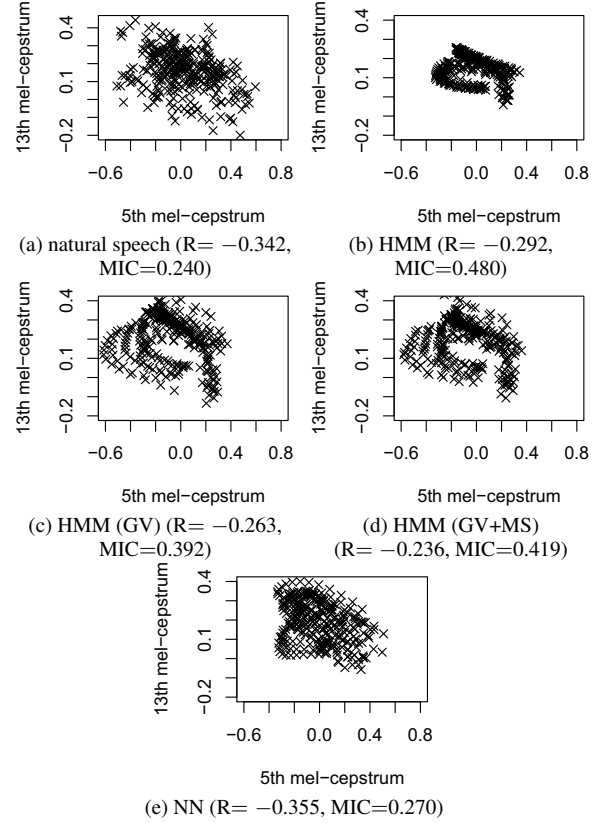 13th mel−cepstrum
0.4
0.1
−0.2
−0.6 0.0 0.4 0.8
5th mel−cepstrum
(a) natural speech (R= −0.342,
MIC=0.240)
13th mel−cepstrum
0.4
0.1
−0.2
−0.6 0.0 0.4 0.8
5th mel−cepstrum
(b) HMM (R= −0.292,
MIC=0.480)
13th mel−cepstrum
0.4
0.1
−0.2
−0.6 0.0 0.4 0.8
5th mel−cepstrum
(c) HMM (GV) (R= −0.263,
MIC=0.392)
13th mel−cepstrum
0.4
0.1
−0.2
−0.6 0.0 0.4 0.8
5th mel−cepstrum
(d) HMM (GV+MS)
(R= −0.236, MIC=0.419)
13th mel−cepstrum
0.4
0.1
−0.2
−0.6 0.0 0.4 0.8
5th mel−cepstrum
(e) NN (R= −0.355, MIC=0.270)